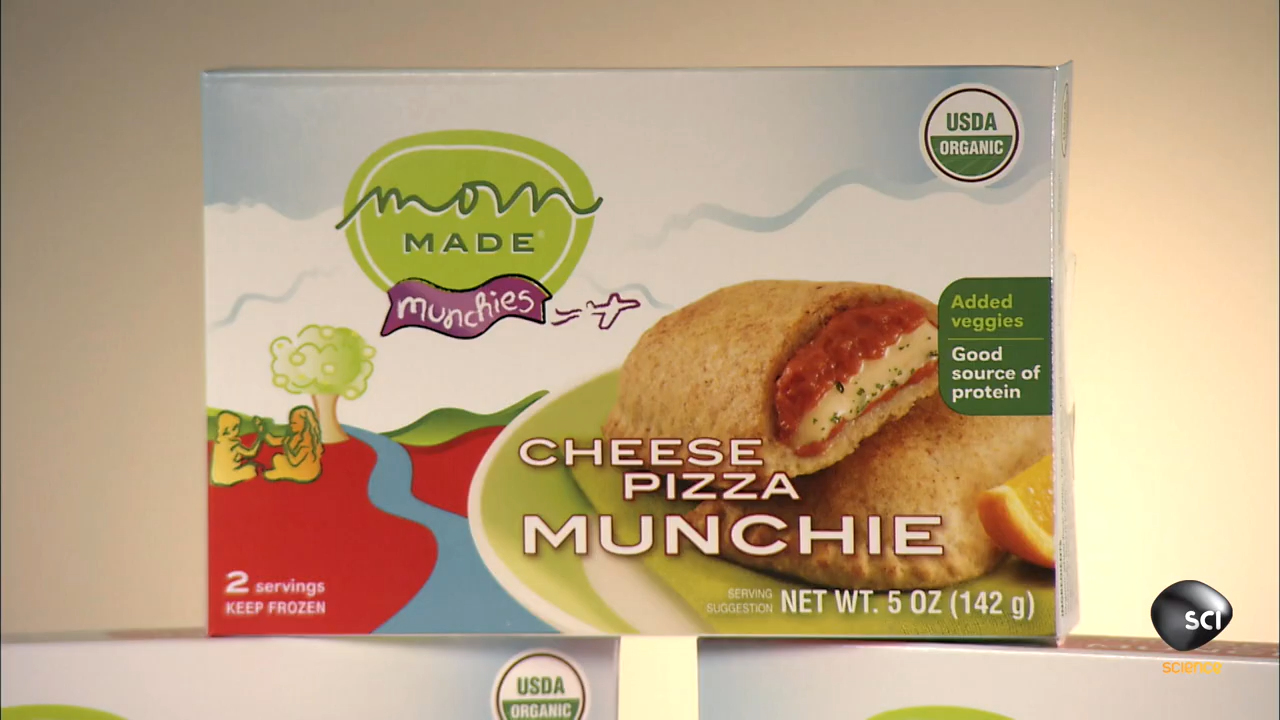 USDA
ORGANIC
mom
MADE
munchies
Added
veggies
Good
source of
protein
CHEESE
PIZZA
MUNCHIE
2 servings
KEEP FROZEN
SERVING
SUGGESTION
NET WT. 5 OZ (142 g)
SCI
science
USDA
ORGANIC